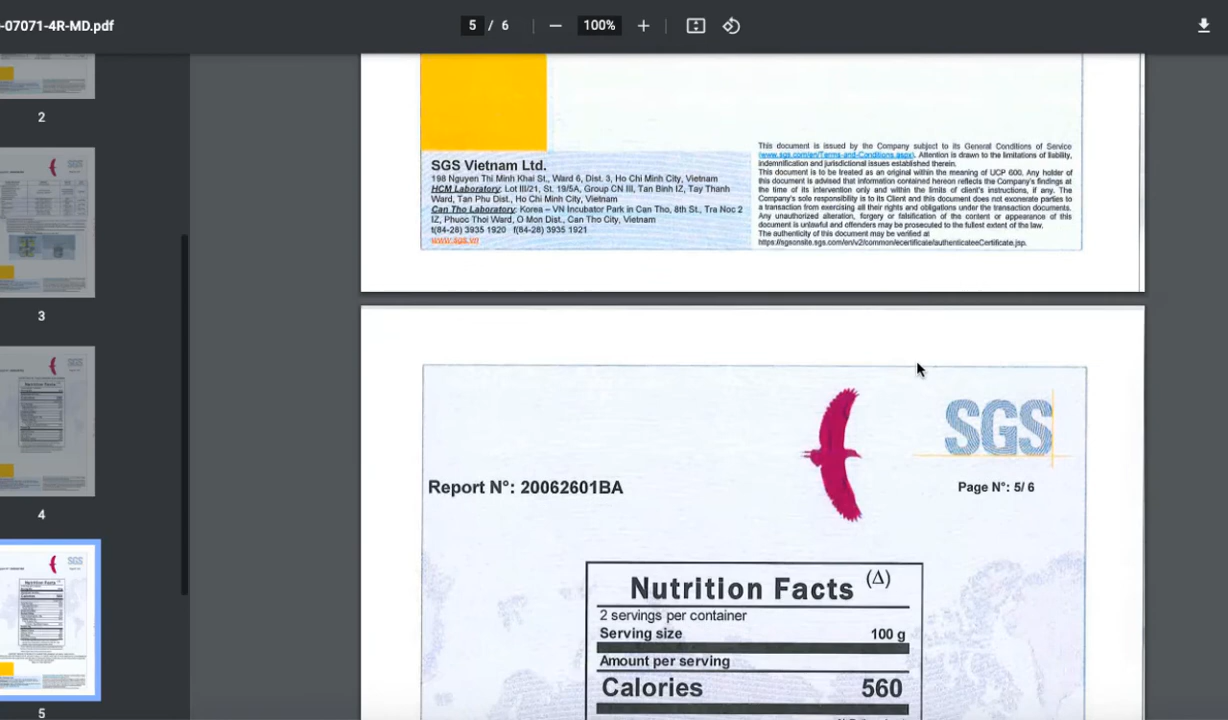 -07071-4R-MD.pdf
5 / 6
100%
2
3
4
5
SGS Vietnam Ltd.
198 Nguyen Thi Minh Khai St., Ward 6, Dist. 3, Ho Chi Minh City, Vietnam
HCM Laboratory: Lot III/21, St. 19/5A, Group CN III, Tan Binh IZ, Tay Thanh
Ward, Tan Phu Dist., Ho Chi Minh City, Vietnam
Can Tho Laboratory: Korea – VN Incubator Park in Can Tho, 8th St., Tra Noc 2
IZ, Phuoc Thoi Ward, O Mon Dist., Can Tho City, Vietnam
t(84-28) 3935 1920 f(84-28) 3935 1921
www.sgs.vn
This document is issued by the Company subject to its General Conditions of Service
(www.sgs.com/en/Terms-and-Conditions.aspx). Attention is drawn to the limitations of liability,
indemnification and jurisdictional issues established therein.
This document is to be treated as an original within the meaning of UCP 600. Any holder of
this document is advised that information contained hereon reflects the Company's findings at
the time of its intervention only and within the limits of client's instructions, if any. The
Company's sole responsibility is to its Client and this document does not exonerate parties to
a transaction from exercising all their rights and obligations under the transaction documents.
Any unauthorized alteration, forgery or falsification of the content or appearance of this
document is unlawful and offenders may be prosecuted to the fullest extent of the law.
The authenticity of this document may be verified at
https://sgsonsite.sgs.com/en/v2/common/ecertificate/authenticateeCertificate.jsp.
SGS
Report N°: 20062601BA
Page N°: 5/ 6
Nutrition Facts (Δ)
2 servings per container
Serving size 100 g
Amount per serving
Calories 560